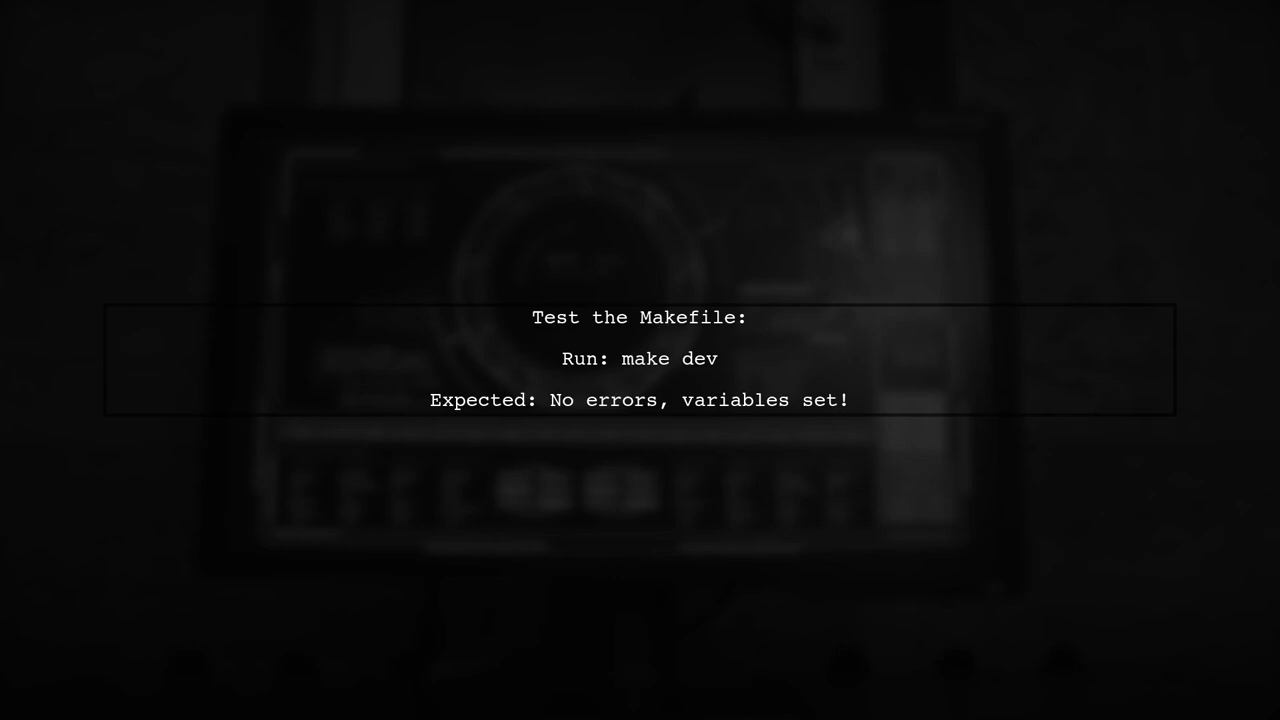 Test the Makefile:
Run: make dev
Expected: No errors, variables set!